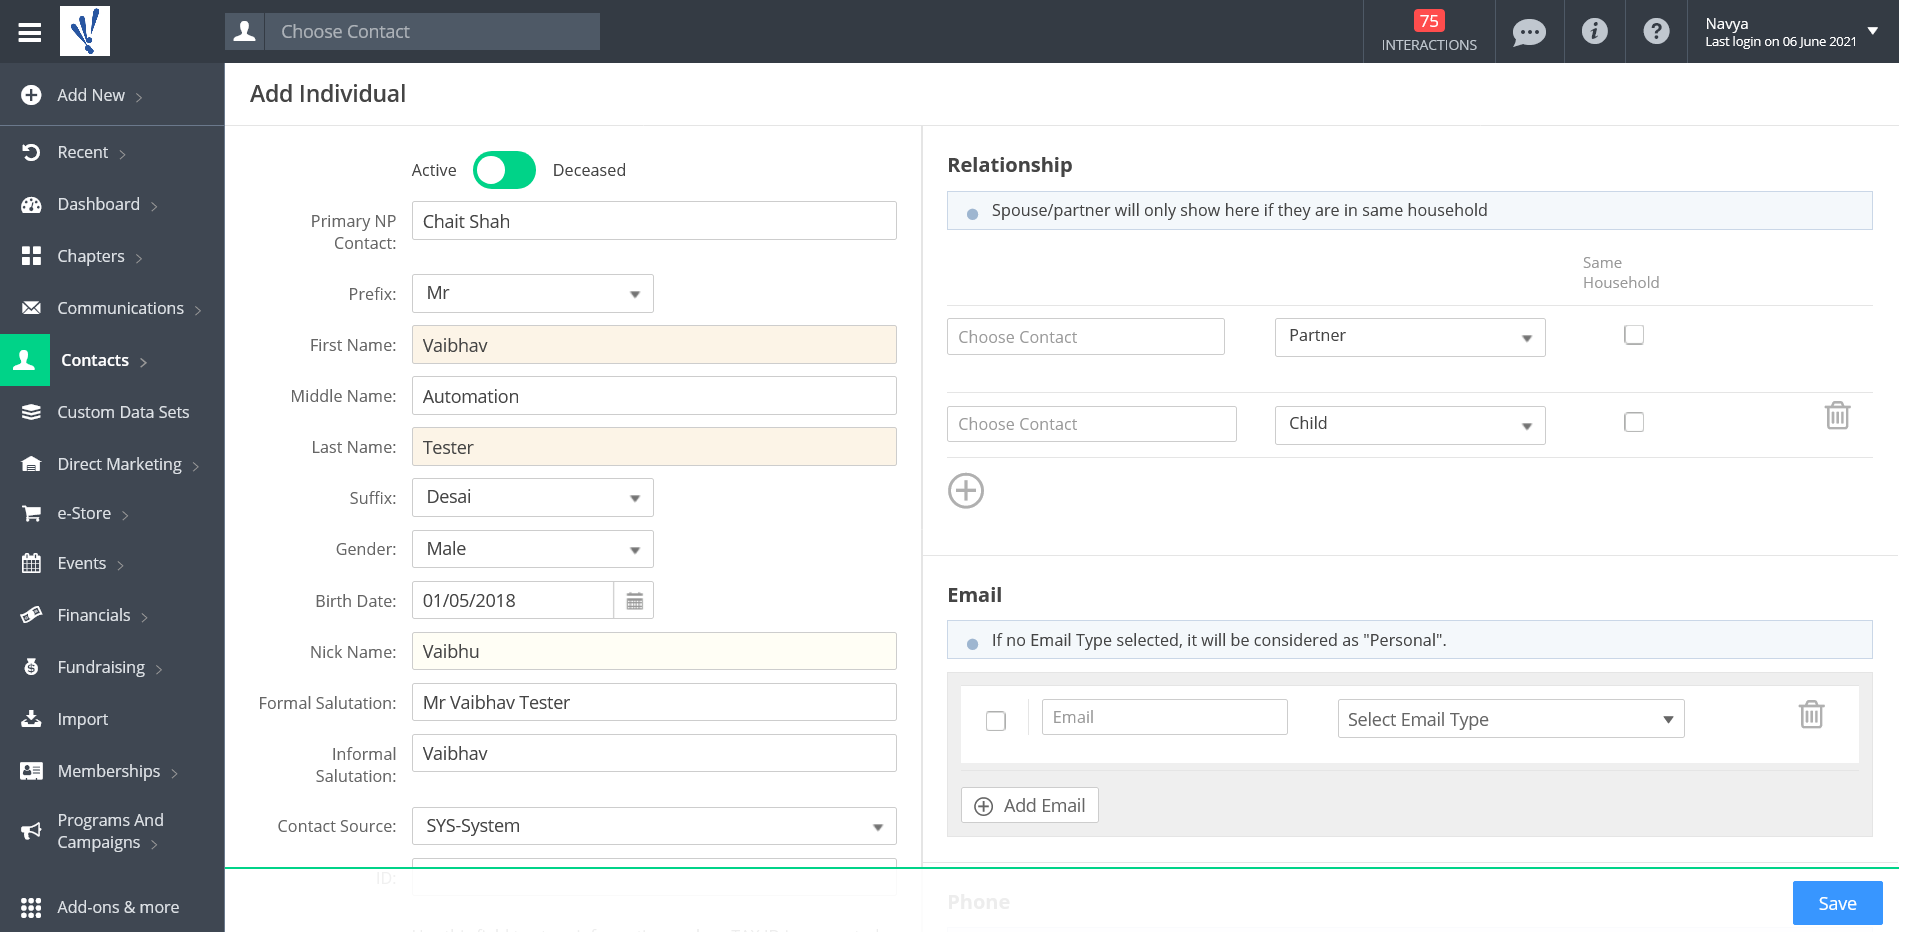 Choose Contact
75
INTERACTIONS
Navya
Last login on 06 June 2021
Add New
Recent
Dashboard
Chapters
Communications
Contacts
Custom Data Sets
Direct Marketing
e-Store
Events
Financials
Fundraising
Import
Memberships
Programs And
Campaigns
Add-ons & more
Add Individual
Active
Deceased
Primary NP
Contact:
Chait Shah
Prefix:
Mr
First Name:
Vaibhav
Middle Name:
Automation
Last Name:
Tester
Suffix:
Desai
Gender:
Male
Birth Date:
01/05/2018
Nick Name:
Vaibhu
Formal Salutation:
Mr Vaibhav Tester
Informal
Salutation:
Vaibhav
Contact Source:
SYS-System
ID:
Relationship
Spouse/partner will only show here if they are in same household
Same
Household
Choose Contact
Partner
Choose Contact
Child
Email
If no Email Type selected, it will be considered as "Personal".
Email
Select Email Type
Add Email
Phone
Save